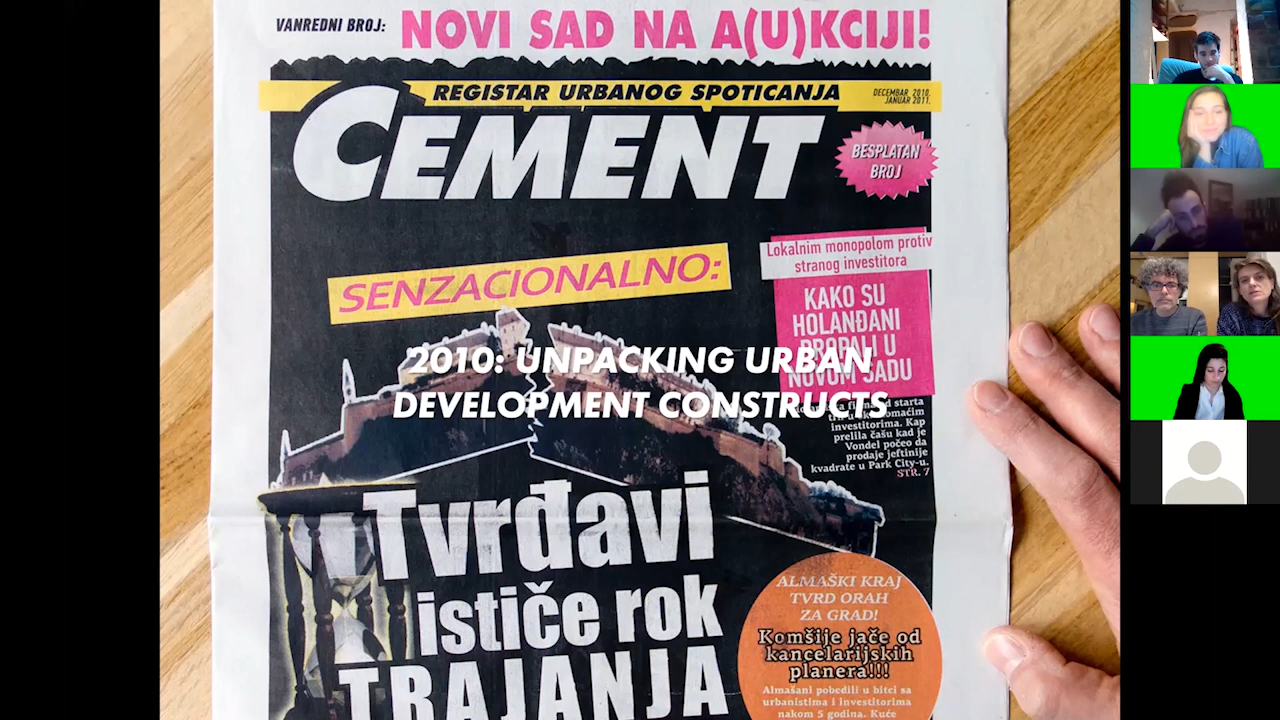 VANREDNI BROJ: NOVI SAD NA A(U)KCIJI!
REGISTAR URBANOG SPOTICANJA
DECEMBAR 2010.
JANUAR 2011.
CEMENT
BESPLATAN
BROJ
SENZACIONALNO:
Lokalnim monopolom protiv
stranog investitora
KAKO SU
HOLANĐANI
PROPALI U
NOVOM SADU
2010: UNPACKING URBAN
DEVELOPMENT CONSTRUCTS
starta
investitorima. Kap
prelila čašu kad je
Vondel počeo da
prodaje jeftinije
kvadrate u Park City-u.
STR. 7
Tvrđavi
ističe rok
TRAJANJA
ALMAŠKI KRAJ
TVRD ORAH
ZA GRAD!
Komšije jače od
kancelarijskih
planera!!!
Almašani pobedili u bitci sa
urbanistima i investitorima
nakom 5 godina. Kuće